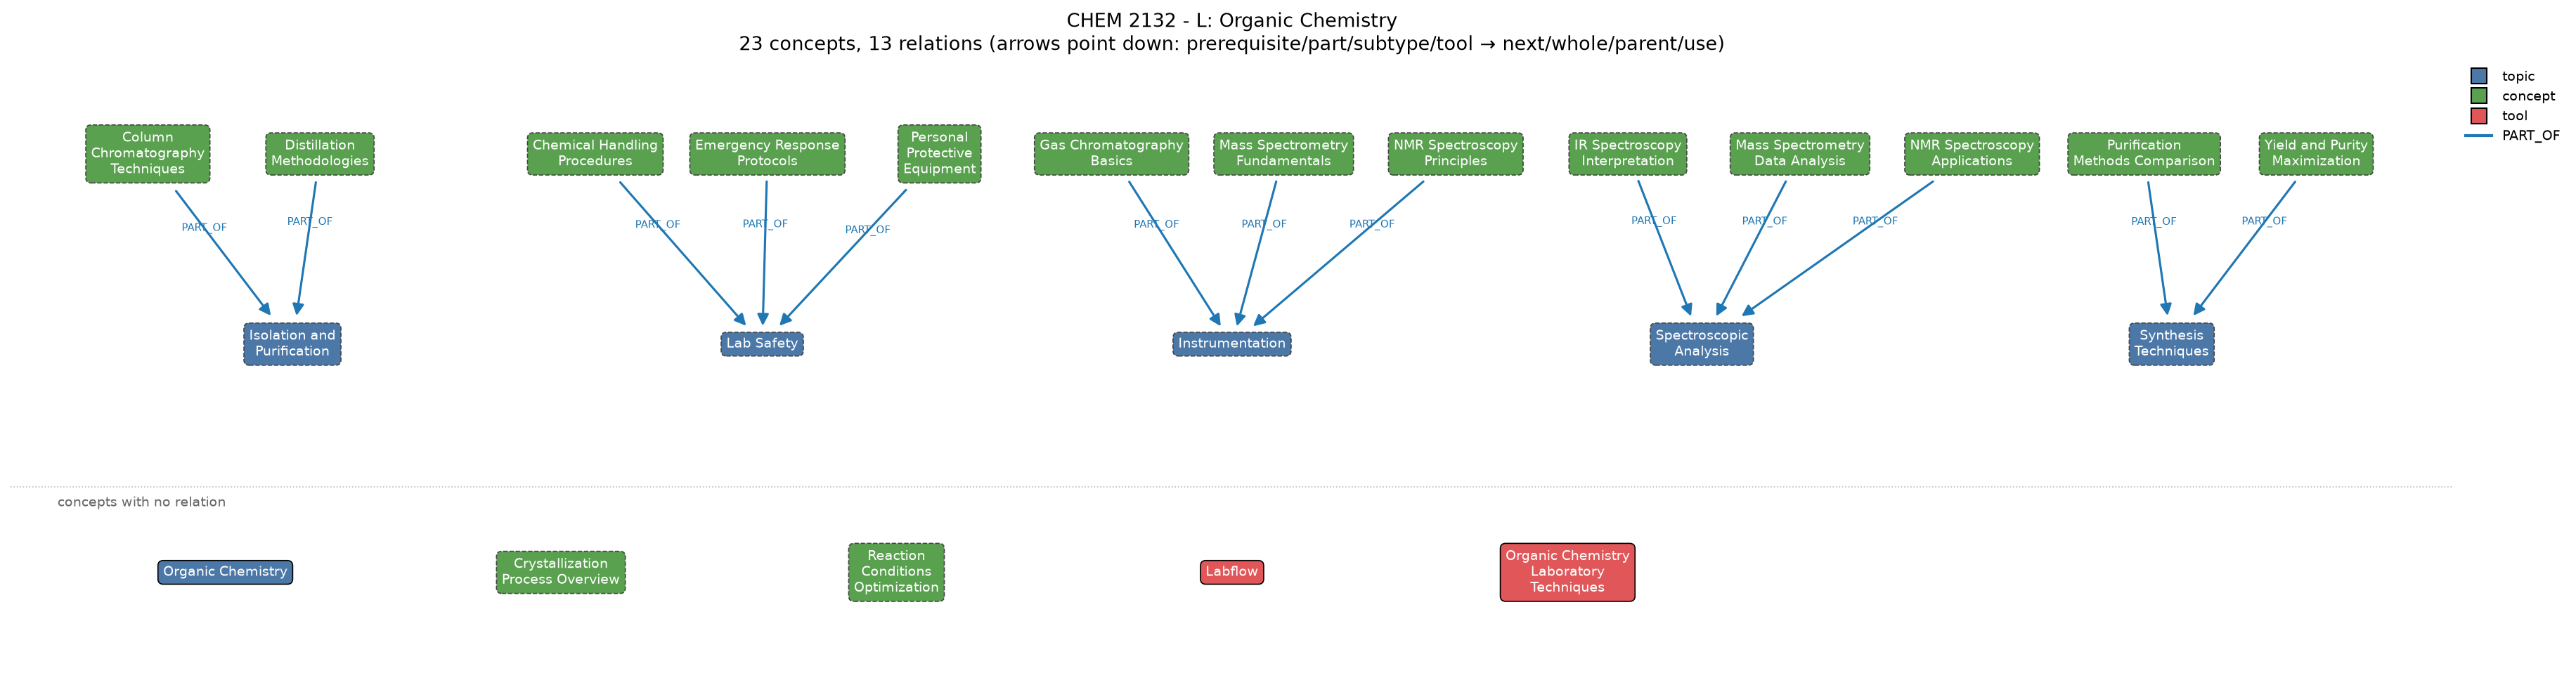 CHEM 2132 - L: Organic Chemistry
23 concepts, 13 relations (arrows point down: prerequisite/part/subtype/tool → next/whole/parent/use)
topic
concept
tool
PART_OF
Column
Chromatography
Techniques
Distillation
Methodologies
Chemical Handling
Procedures
Emergency Response
Protocols
Personal
Protective
Equipment
Gas Chromatography
Basics
Mass Spectrometry
Fundamentals
NMR Spectroscopy
Principles
IR Spectroscopy
Interpretation
Mass Spectrometry
Data Analysis
NMR Spectroscopy
Applications
Purification
Methods Comparison
Yield and Purity
Maximization
PART_OF
PART_OF
PART_OF
PART_OF
PART_OF
PART_OF
PART_OF
PART_OF
PART_OF
PART_OF
PART_OF
PART_OF
PART_OF
Isolation and
Purification
Lab Safety
Instrumentation
Spectroscopic
Analysis
Synthesis
Techniques
concepts with no relation
Organic Chemistry
Crystallization
Process Overview
Reaction
Conditions
Optimization
Labflow
Organic Chemistry
Laboratory
Techniques